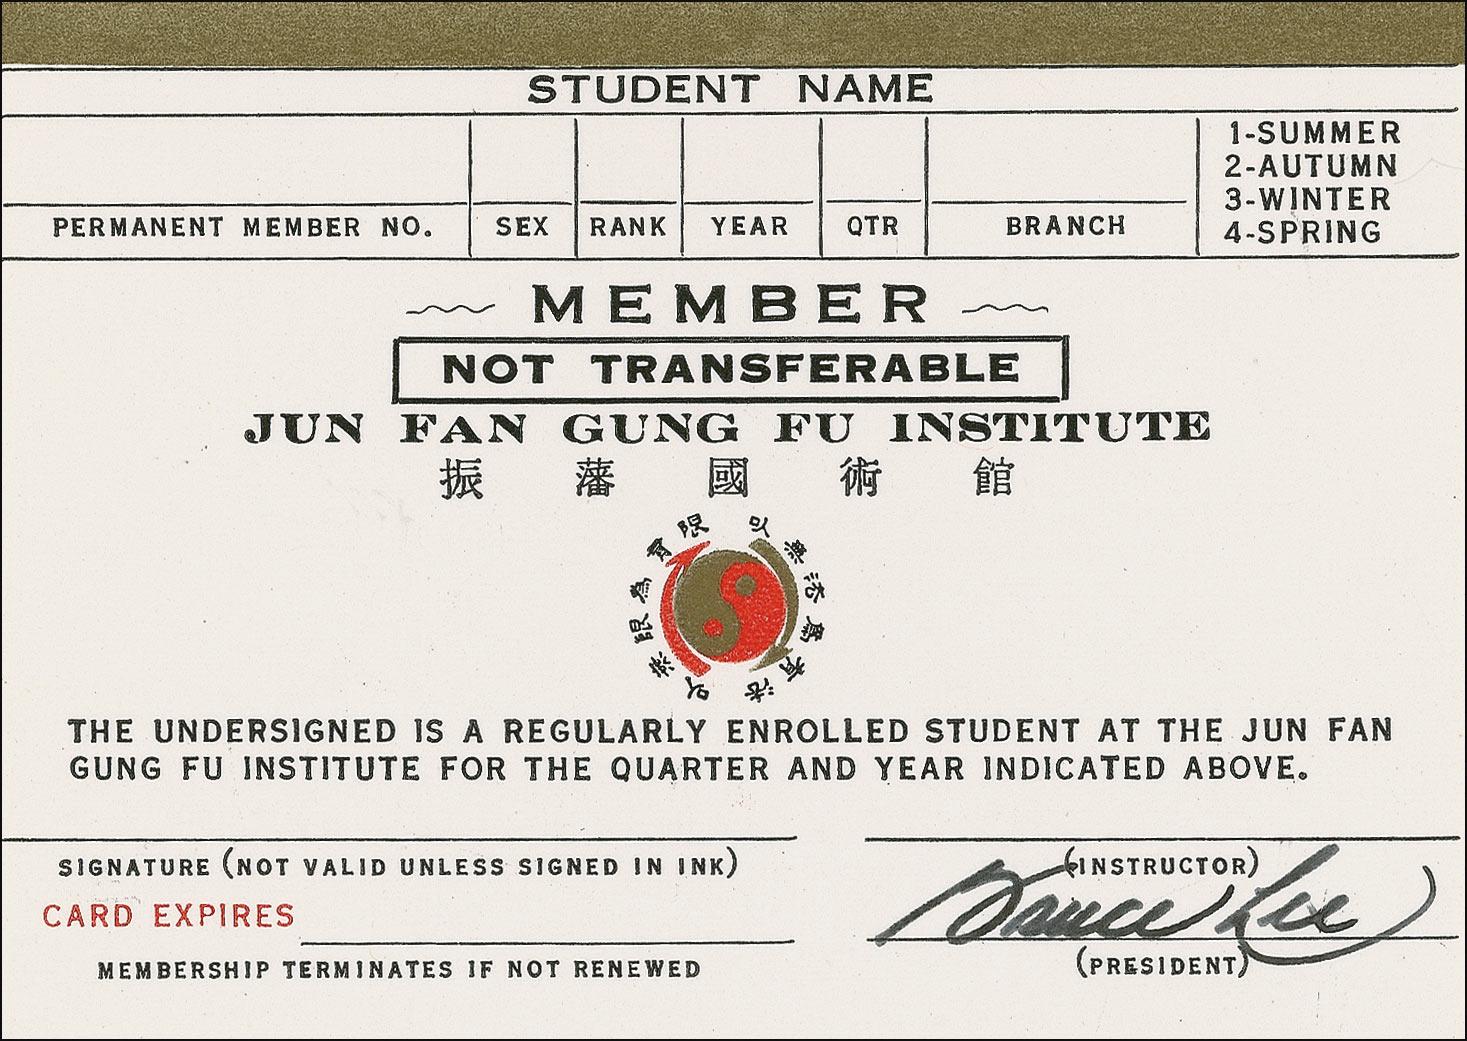 STUDENT NAME
1-SUMMER
2-AUTUMN
3-WINTER
4-SPRING
PERMANENT MEMBER NO. SEX RANK YEAR QTR BRANCH
MEMBER
NOT TRANSFERABLE
JUN FAN GUNG FU INSTITUTE
振藩國術館
以無法為有法
以無限為有限
THE UNDERSIGNED IS A REGULARLY ENROLLED STUDENT AT THE JUN FAN
GUNG FU INSTITUTE FOR THE QUARTER AND YEAR INDICATED ABOVE.
SIGNATURE (NOT VALID UNLESS SIGNED IN INK)
(INSTRUCTOR)
CARD EXPIRES
Bruce Lee
MEMBERSHIP TERMINATES IF NOT RENEWED
(PRESIDENT)